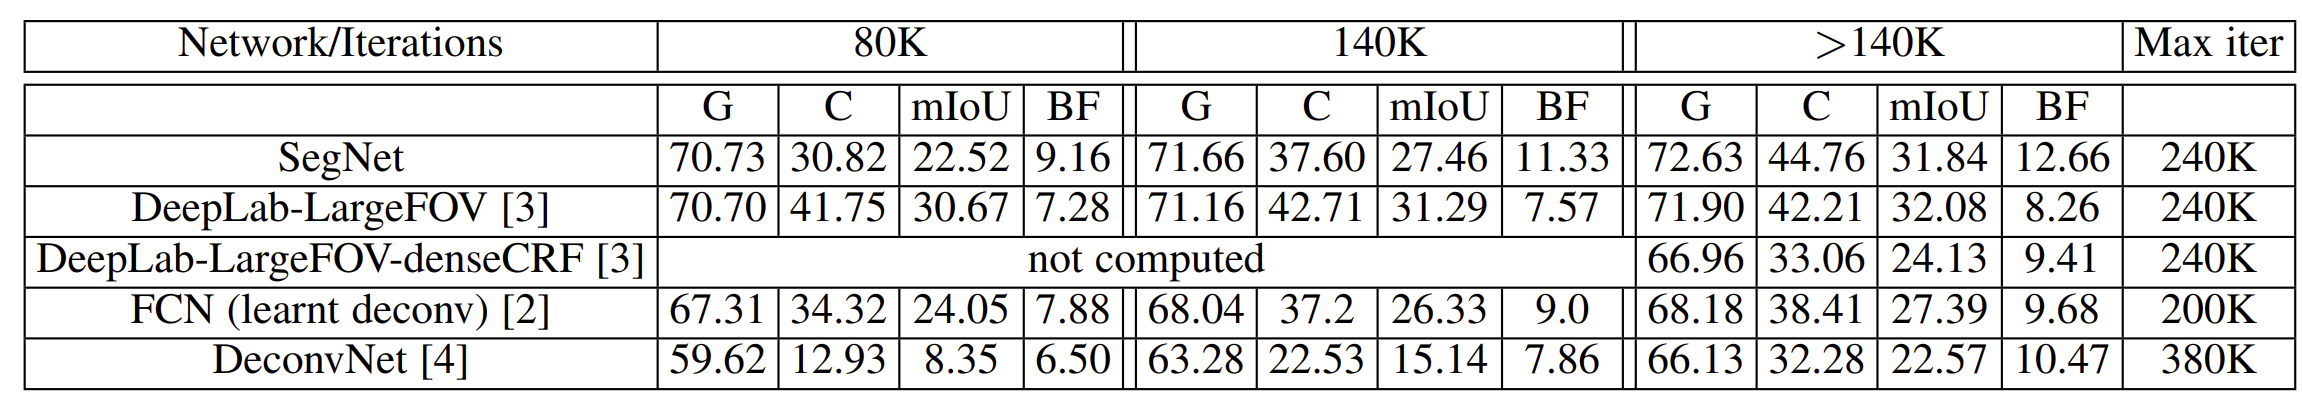 Network/Iterations 80K 140K >140K Max iter
G C mIoU BF G C mIoU BF G C mIoU BF
SegNet 70.73 30.82 22.52 9.16 71.66 37.60 27.46 11.33 72.63 44.76 31.84 12.66 240K
DeepLab-LargeFOV [3] 70.70 41.75 30.67 7.28 71.16 42.71 31.29 7.57 71.90 42.21 32.08 8.26 240K
DeepLab-LargeFOV-denseCRF [3] not computed 66.96 33.06 24.13 9.41 240K
FCN (learnt deconv) [2] 67.31 34.32 24.05 7.88 68.04 37.2 26.33 9.0 68.18 38.41 27.39 9.68 200K
DeconvNet [4] 59.62 12.93 8.35 6.50 63.28 22.53 15.14 7.86 66.13 32.28 22.57 10.47 380K